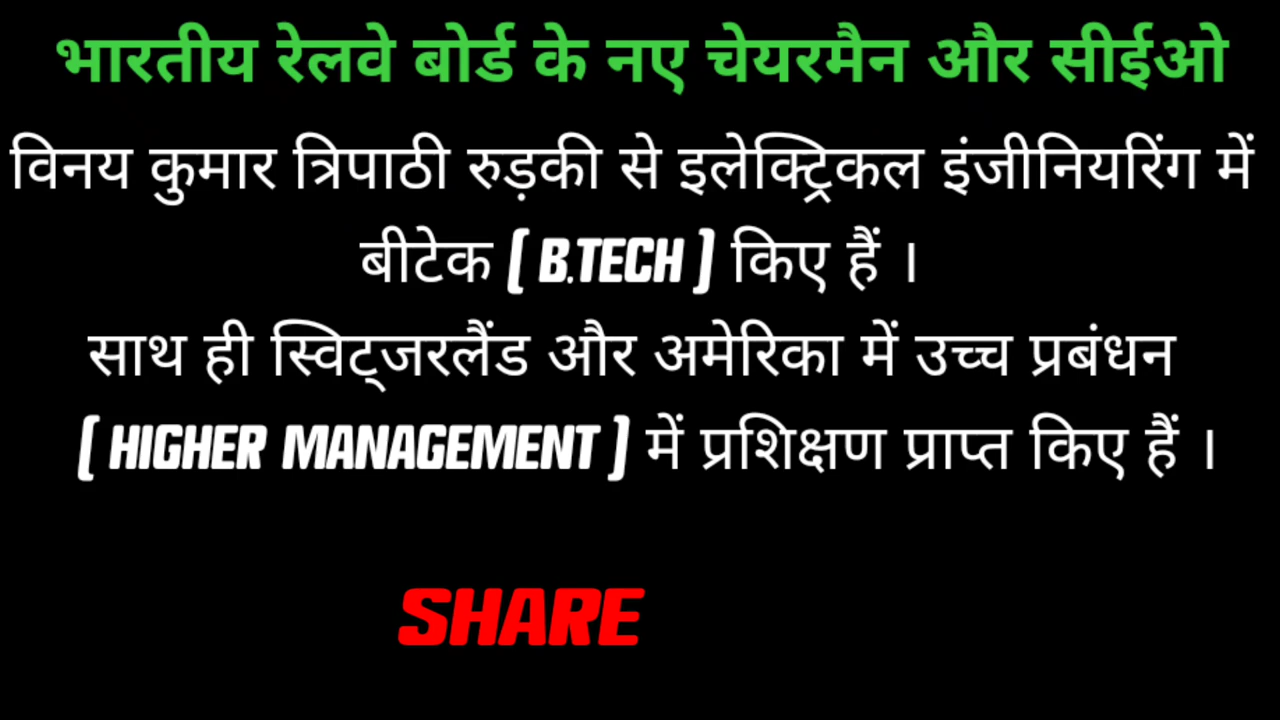 भारतीय रेलवे बोर्ड के नए चेयरमैन और सीईओ
विनय कुमार त्रिपाठी रुड़की से इलेक्ट्रिकल इंजीनियरिंग में
बीटेक ( B.TECH ) किए हैं ।
साथ ही स्विट्जरलैंड और अमेरिका में उच्च प्रबंधन
( HIGHER MANAGEMENT ) में प्रशिक्षण प्राप्त किए हैं ।
SHARE